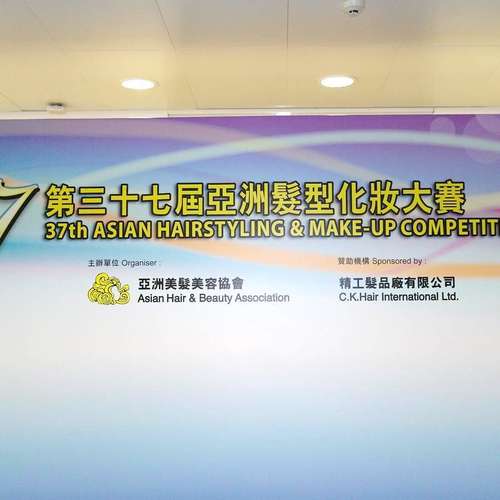 7
第三十七屆亞洲髮型化妝大賽
37th ASIAN HAIRSTYLING & MAKE-UP COMPETITI
主辦單位 Organiser :
亞洲美髮美容協會
Asian Hair & Beauty Association
贊助機構 Sponsored by :
精工髮品廠有限公司
C.K.Hair International Ltd.